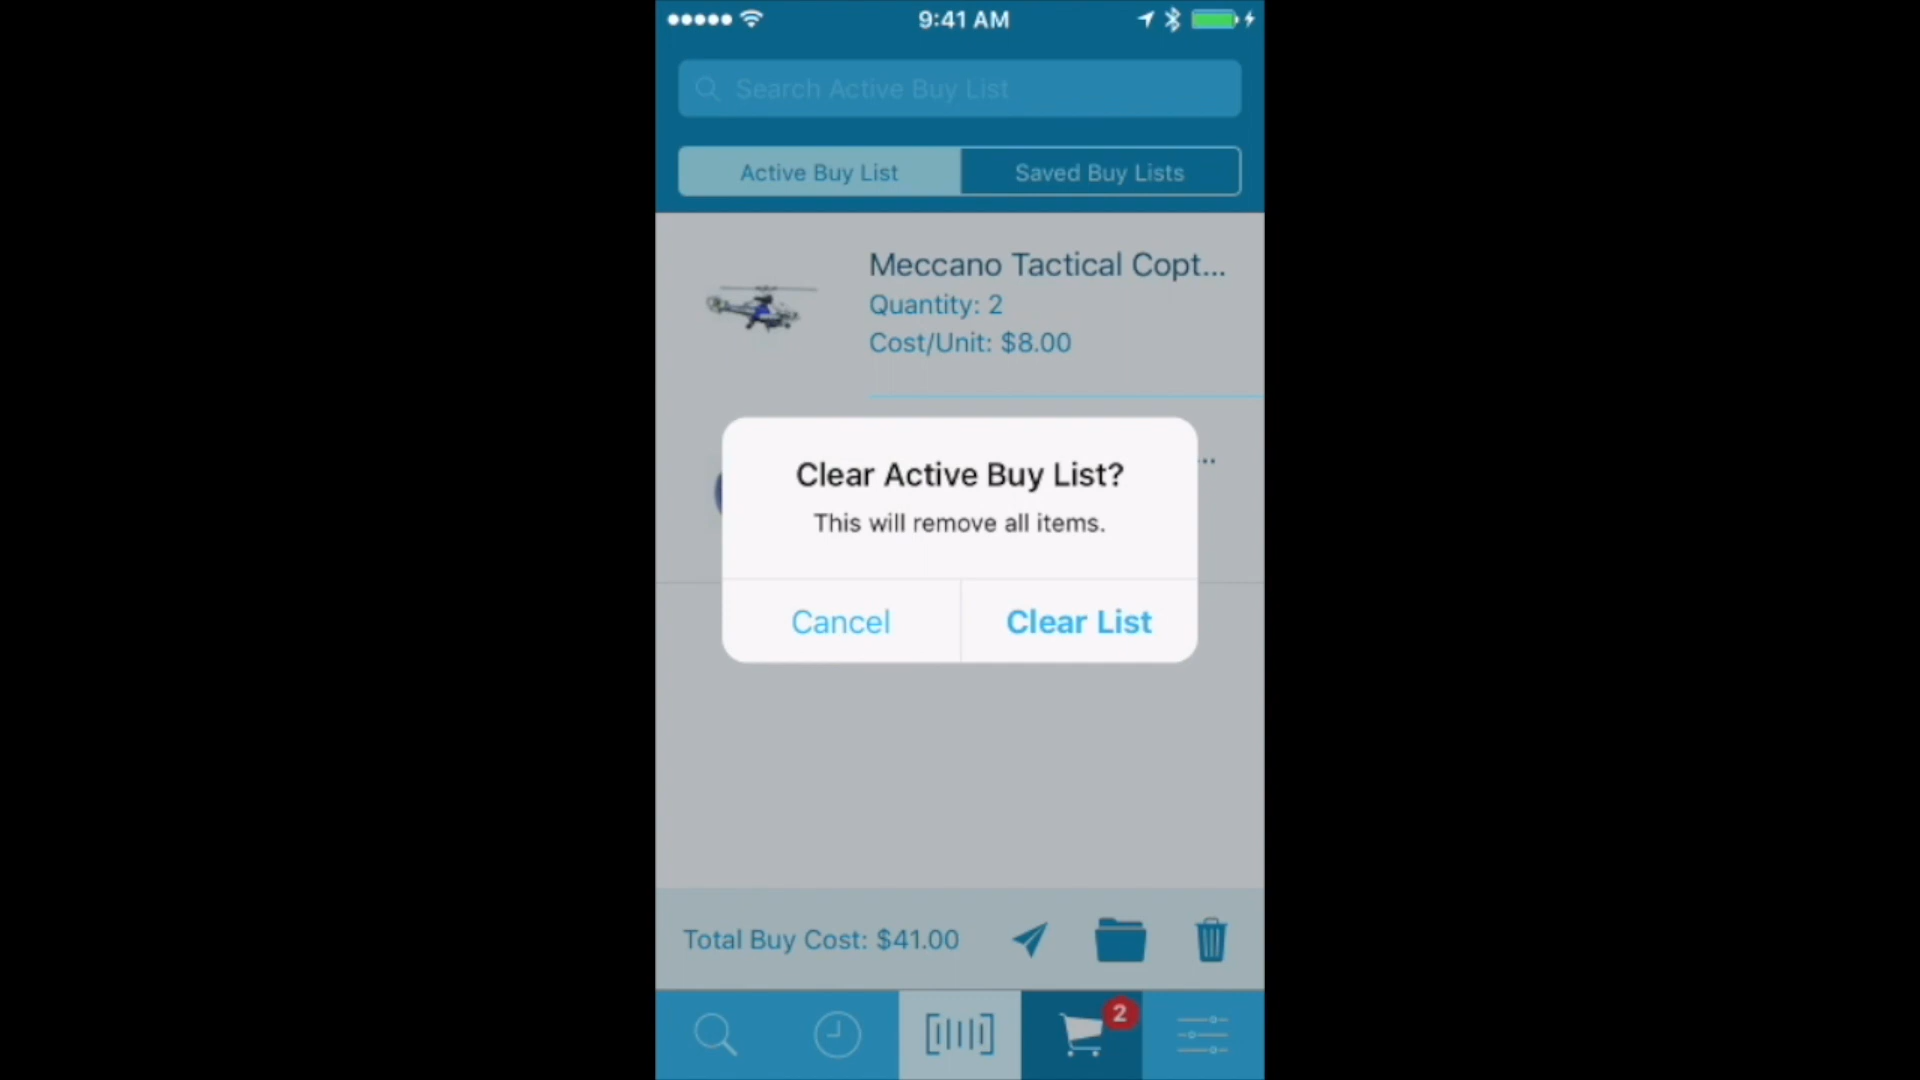 9:41 AM
Search Active Buy List
Active Buy List
Saved Buy Lists
Meccano Tactical Copt...
Quantity: 2
Cost/Unit: $8.00
...
Clear Active Buy List?
This will remove all items.
Cancel
Clear List
Total Buy Cost: $41.00
2